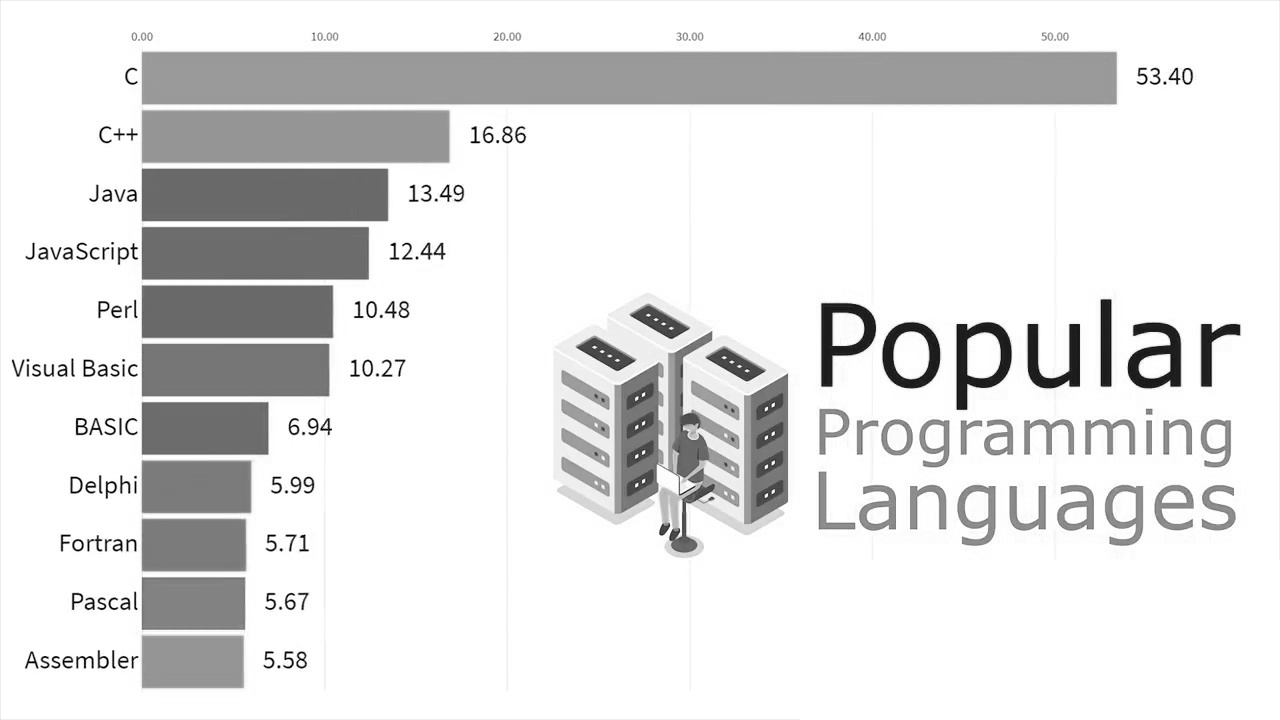 0.00 10.00 20.00 30.00 40.00 50.00
C 53.40
C++ 16.86
Java 13.49
JavaScript 12.44
Perl 10.48
Visual Basic 10.27
BASIC 6.94
Delphi 5.99
Fortran 5.71
Pascal 5.67
Assembler 5.58
Popular
Programming
Languages